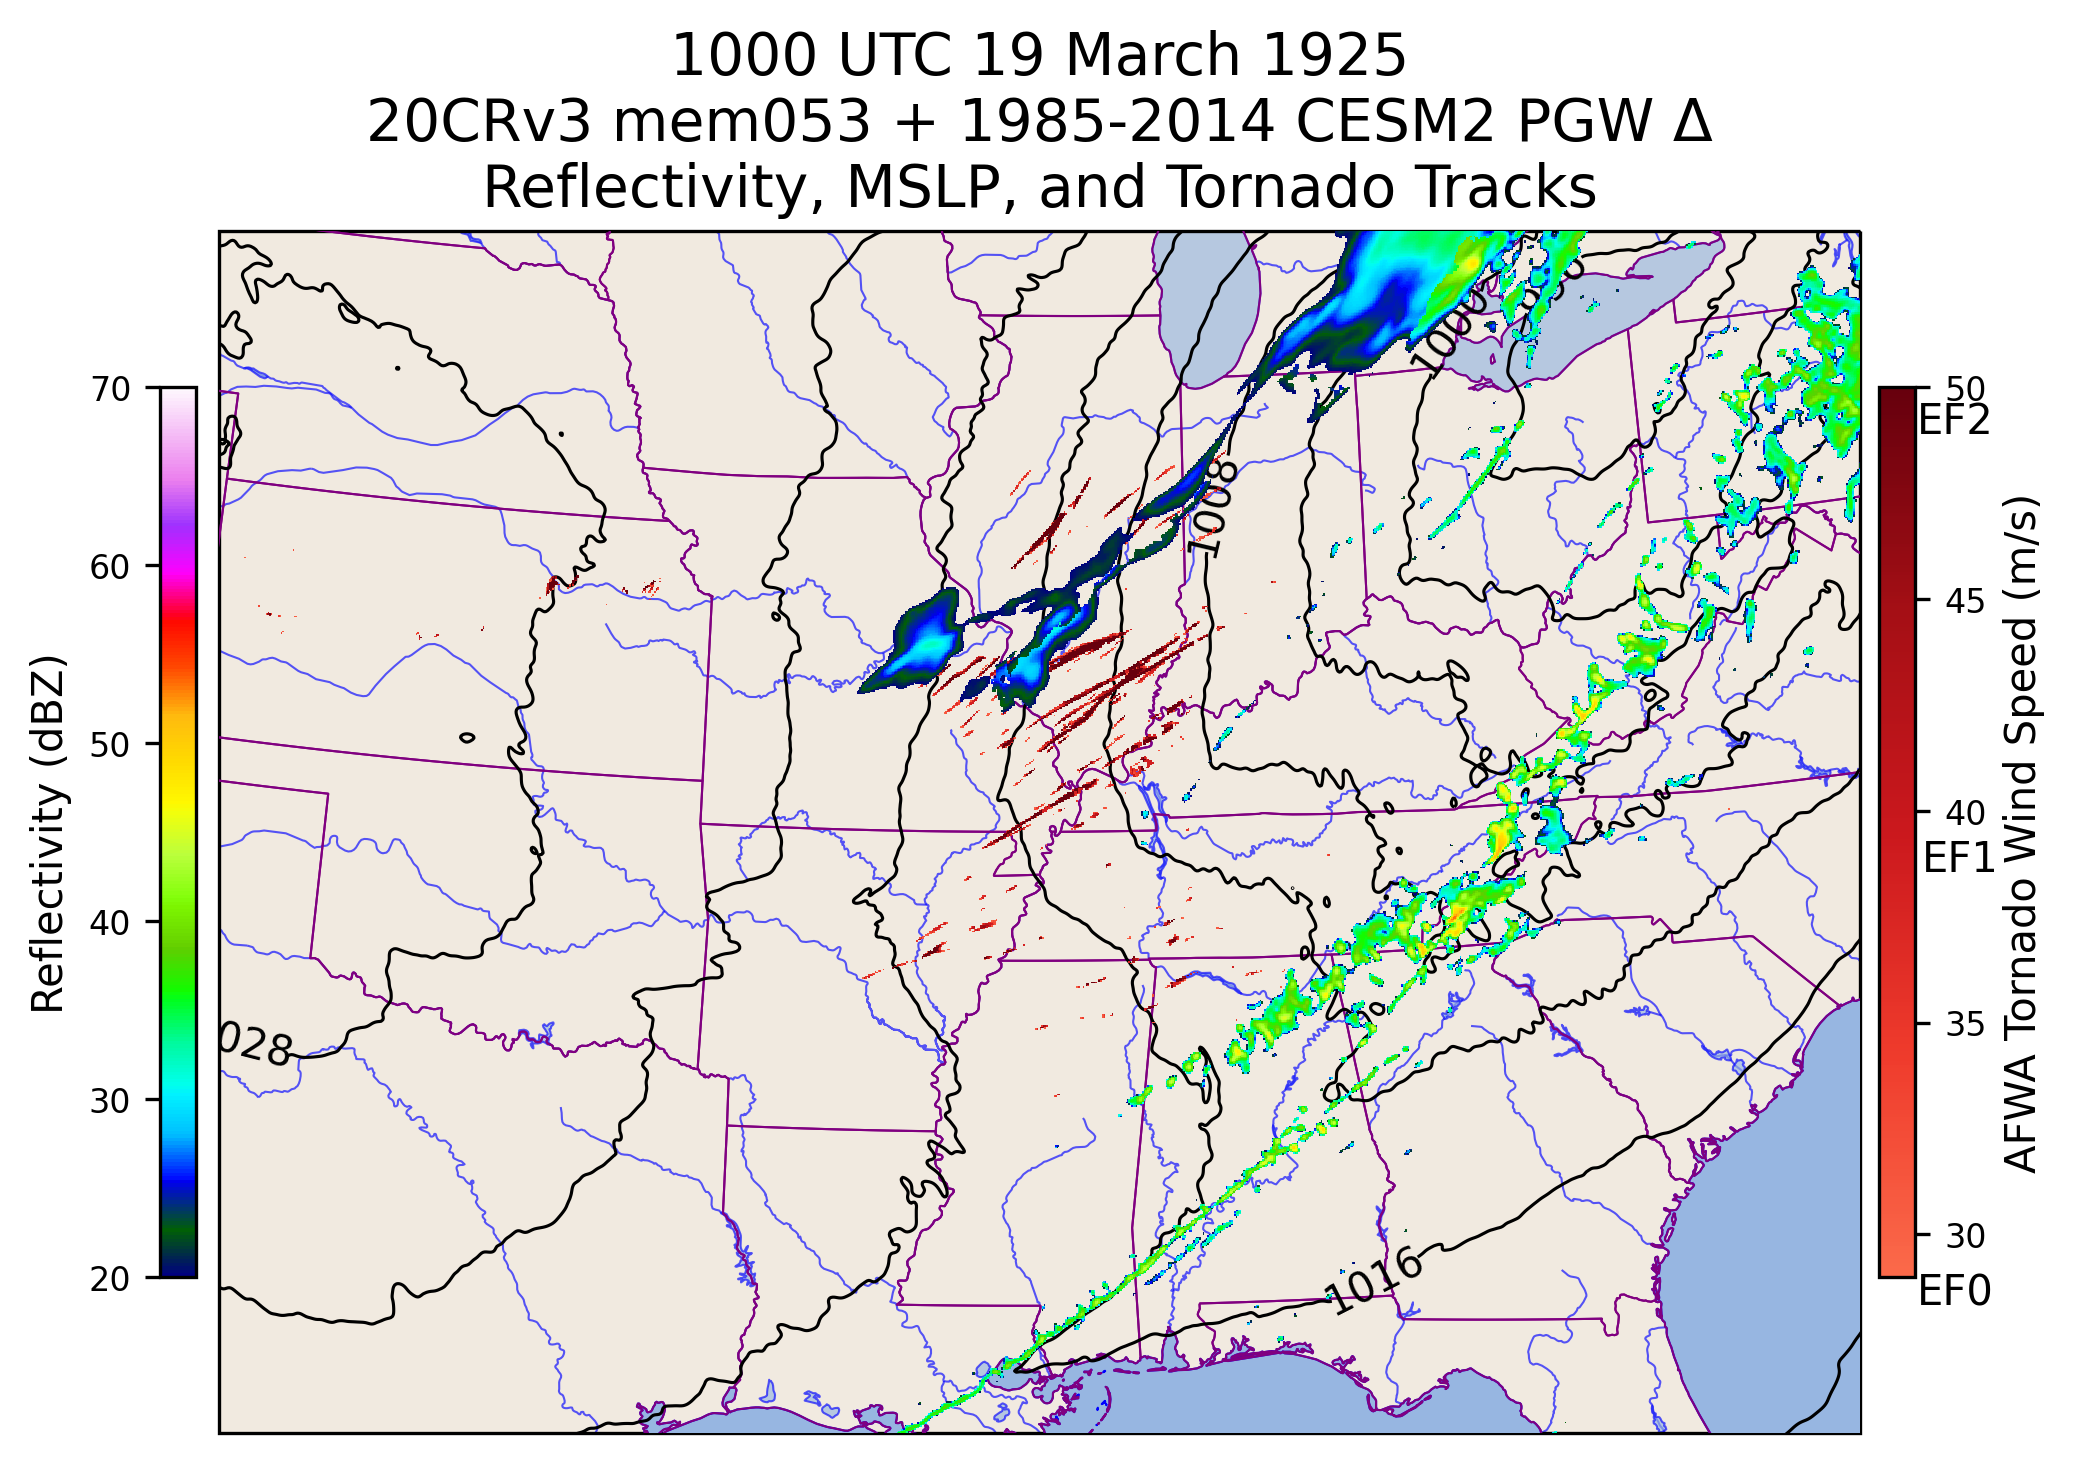 1000 UTC 19 March 1925
20CRv3 mem053 + 1985-2014 CESM2 PGW Δ
Reflectivity, MSLP, and Tornado Tracks
70
60
50
40
30
20
Reflectivity (dBZ)
1000
1008
028
1016
50
EF2
45
40
EF1
35
30
EF0
AFWA Tornado Wind Speed (m/s)